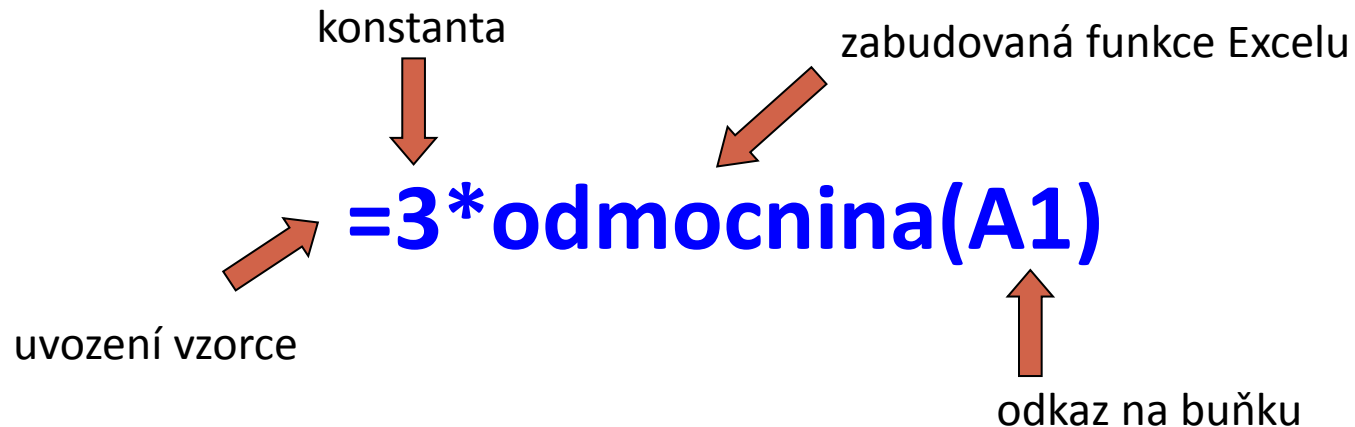 konstanta
zabudovaná funkce Excelu
=3*odmocnina(A1)
uvození vzorce
odkaz na buňku